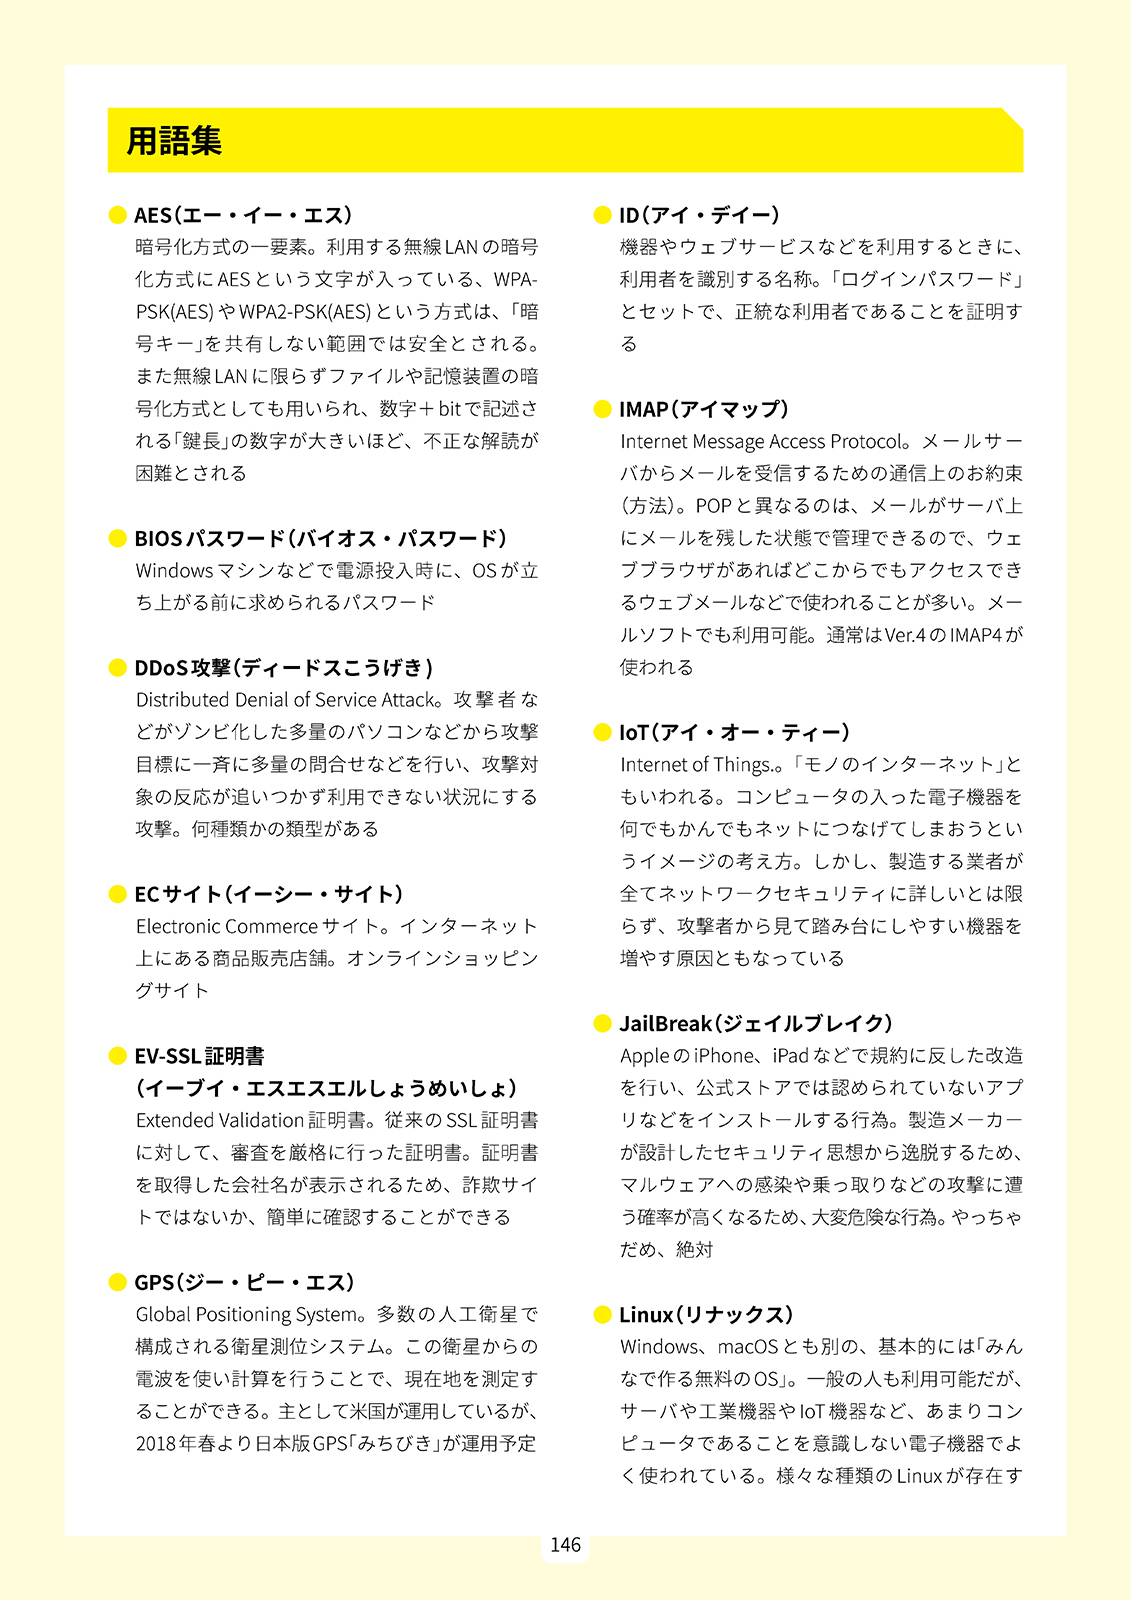 用語集
AES（エー・イー・エス）
暗号化方式の一要素。利用する無線LANの暗号
化方式にAESという文字が入っている、WPA-
PSK(AES)やWPA2-PSK(AES)という方式は、「暗
号キー」を共有しない範囲では安全とされる。
また無線LANに限らずファイルや記憶装置の暗
号化方式としても用いられ、数字＋bitで記述さ
れる「鍵長」の数字が大きいほど、不正な解読が
困難とされる
BIOSパスワード（バイオス・パスワード）
Windowsマシンなどで電源投入時に、OSが立
ち上がる前に求められるパスワード
DDoS攻撃（ディードスこうげき）
Distributed Denial of Service Attack。攻撃者な
どがゾンビ化した多量のパソコンなどから攻撃
目標に一斉に多量の問合せなどを行い、攻撃対
象の反応が追いつかず利用できない状況にする
攻撃。何種類かの類型がある
ECサイト（イーシー・サイト）
Electronic Commerceサイト。インターネット
上にある商品販売店舗。オンラインショッピン
グサイト
EV-SSL証明書
（イーブイ・エスエスエルしょうめいしょ）
Extended Validation証明書。従来のSSL証明書
に対して、審査を厳格に行った証明書。証明書
を取得した会社名が表示されるため、詐欺サイ
トではないか、簡単に確認することができる
GPS（ジー・ピー・エス）
Global Positioning System。多数の人工衛星で
構成される衛星測位システム。この衛星からの
電波を使い計算を行うことで、現在地を測定す
ることができる。主として米国が運用しているが、
2018年春より日本版GPS「みちびき」が運用予定
ID（アイ・デイー）
機器やウェブサービスなどを利用するときに、
利用者を識別する名称。「ログインパスワード」
とセットで、正統な利用者であることを証明す
る
IMAP（アイマップ）
Internet Message Access Protocol。メールサー
バからメールを受信するための通信上のお約束
（方法）。POPと異なるのは、メールがサーバ上
にメールを残した状態で管理できるので、ウェ
ブブラウザがあればどこからでもアクセスでき
るウェブメールなどで使われることが多い。メー
ルソフトでも利用可能。通常はVer.4のIMAP4が
使われる
IoT（アイ・オー・ティー）
Internet of Things.。「モノのインターネット」と
もいわれる。コンピュータの入った電子機器を
何でもかんでもネットにつなげてしまおうとい
うイメージの考え方。しかし、製造する業者が
全てネットワークセキュリティに詳しいとは限
らず、攻撃者から見て踏み台にしやすい機器を
増やす原因ともなっている
JailBreak（ジェイルブレイク）
AppleのiPhone、iPadなどで規約に反した改造
を行い、公式ストアでは認められていないアプ
リなどをインストールする行為。製造メーカー
が設計したセキュリティ思想から逸脱するため、
マルウェアへの感染や乗っ取りなどの攻撃に遭
う確率が高くなるため、大変危険な行為。やっちゃ
だめ、絶対
Linux（リナックス）
Windows、macOSとも別の、基本的には「みん
なで作る無料のOS」。一般の人も利用可能だが、
サーバや工業機器やIoT機器など、あまりコン
ピュータであることを意識しない電子機器でよ
く使われている。様々な種類のLinuxが存在す
146